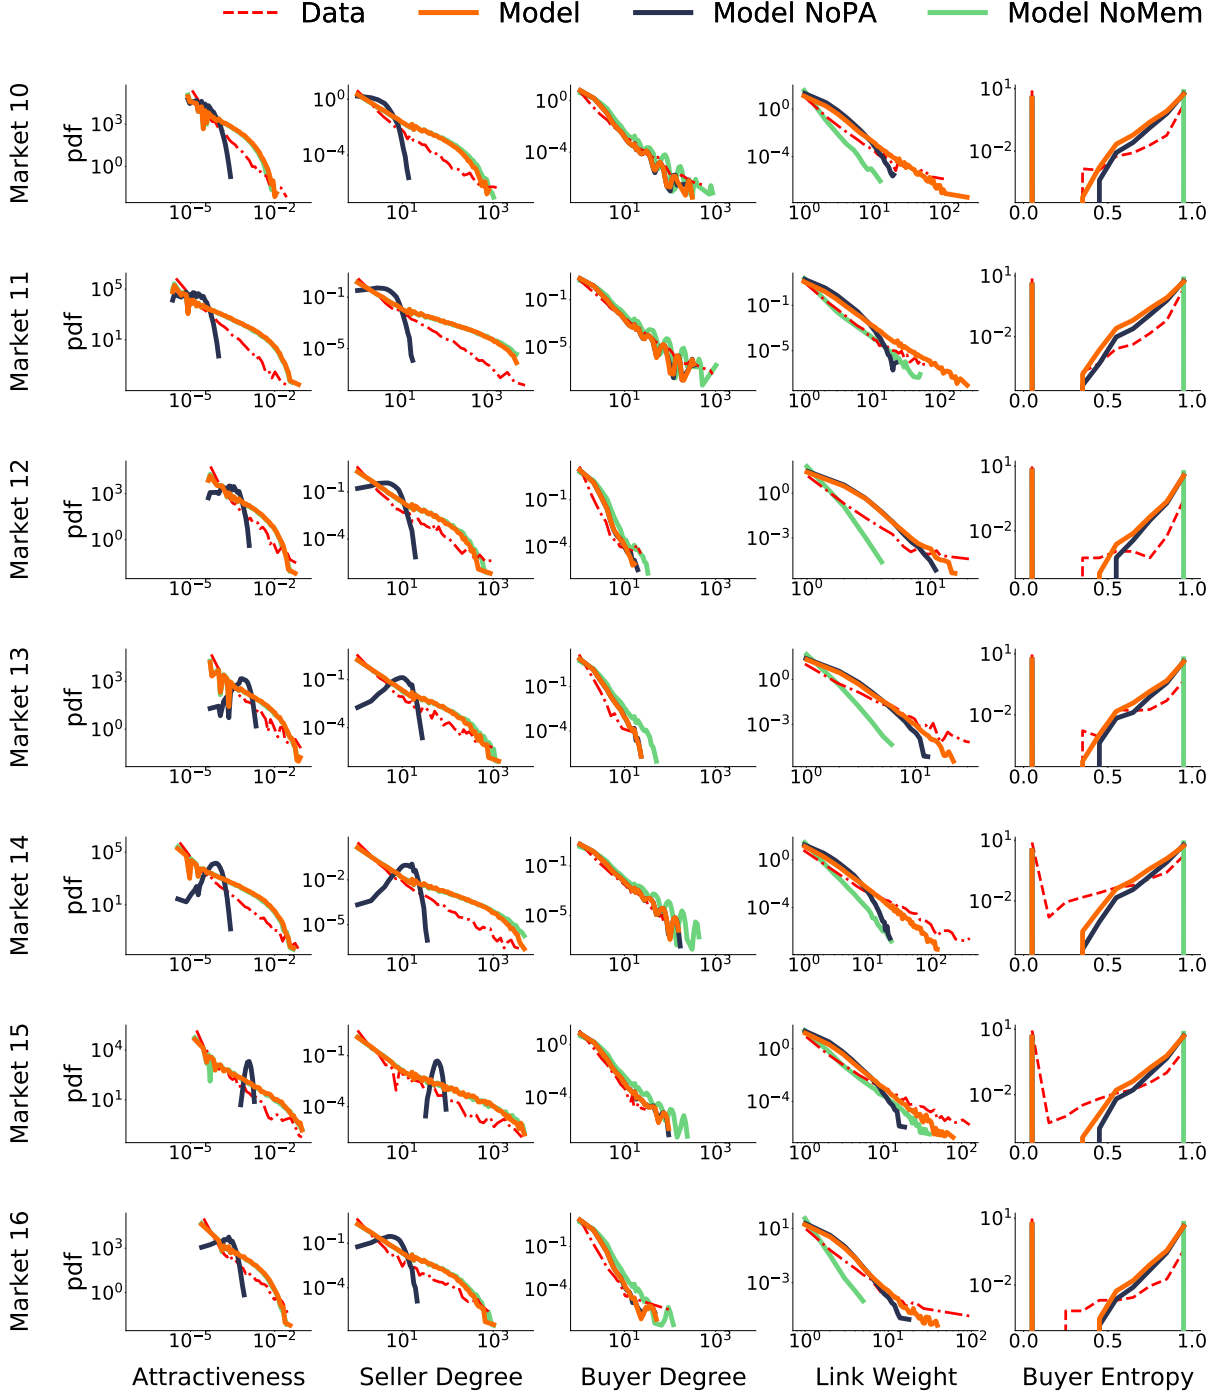 Data Model Model NoPA Model NoMem
Market 10
pdf
10^3 10^0 10^-5 10^-2
10^0 10^-4 10^1 10^3
10^0 10^-4 10^1 10^3
10^1 10^-4 10^0 10^1 10^2
10^1 10^-2 0.0 0.5 1.0
Market 11
pdf
10^5 10^1 10^-5 10^-2
10^-1 10^-5 10^1 10^3
10^-1 10^-5 10^1 10^3
10^-1 10^-5 10^0 10^1 10^2
10^1 10^-2 0.0 0.5 1.0
Market 12
pdf
10^3 10^0 10^-5 10^-2
10^-1 10^-4 10^1 10^3
10^-1 10^-4 10^1 10^3
10^0 10^-3 10^0 10^1
10^1 10^-2 0.0 0.5 1.0
Market 13
pdf
10^3 10^0 10^-5 10^-2
10^-1 10^-4 10^1 10^3
10^-1 10^-4 10^1 10^3
10^0 10^-3 10^0 10^1
10^1 10^-2 0.0 0.5 1.0
Market 14
pdf
10^5 10^1 10^-5 10^-2
10^-2 10^-5 10^1 10^3
10^-1 10^-5 10^1 10^3
10^1 10^-4 10^0 10^1 10^2
10^1 10^-2 0.0 0.5 1.0
Market 15
pdf
10^4 10^1 10^-5 10^-2
10^-1 10^-4 10^1 10^3
10^0 10^-4 10^1 10^3
10^0 10^-4 10^0 10^1 10^2
10^1 10^-2 0.0 0.5 1.0
Market 16
pdf
10^3 10^0 10^-5 10^-2
10^-1 10^-4 10^1 10^3
10^-1 10^-4 10^1 10^3
10^1 10^-3 10^0 10^1 10^2
10^1 10^-2 0.0 0.5 1.0
Attractiveness Seller Degree Buyer Degree Link Weight Buyer Entropy